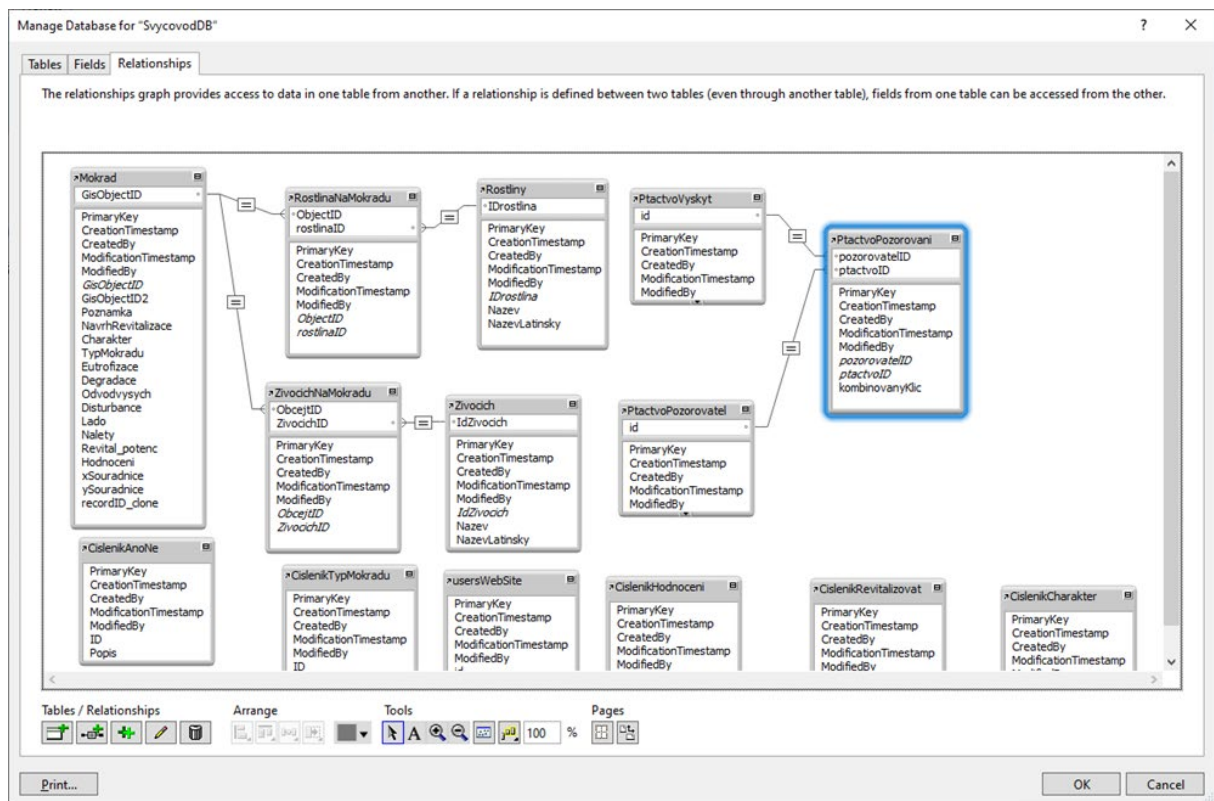 Manage Database for "SvycovodDB"
? ×
Tables Fields Relationships
The relationships graph provides access to data in one table from another. If a relationship is defined between two tables (even through another table), fields from one table can be accessed from the other.
Mokrad
GisObjectID
PrimaryKey
CreationTimestamp
CreatedBy
ModificationTimestamp
ModifiedBy
GisObjectID
GisObjectID2
Poznamka
NavrhRevitalizace
Charakter
TypMokradu
Eutrofizace
Degradace
Odvodvysych
Disturbance
Lado
Nalety
Revital_potenc
Hodnoceni
xSouradnice
ySouradnice
recordID_clone
RostlinaNaMokradu
ObjectID
rostlinaID
PrimaryKey
CreationTimestamp
CreatedBy
ModificationTimestamp
ModifiedBy
ObjectID
rostlinaID
Rostliny
IDrostlina
PrimaryKey
CreationTimestamp
CreatedBy
ModificationTimestamp
ModifiedBy
IDrostlina
Nazev
NazevLatinsky
PtactvoVyskyt
id
PrimaryKey
CreationTimestamp
CreatedBy
ModificationTimestamp
ModifiedBy
PtactvoPozorovani
pozorovatelID
ptactvoID
PrimaryKey
CreationTimestamp
CreatedBy
ModificationTimestamp
ModifiedBy
pozorovatelID
ptactvoID
kombinovanyKlic
ZivocichNaMokradu
ObcejtID
ZivocichID
PrimaryKey
CreationTimestamp
CreatedBy
ModificationTimestamp
ModifiedBy
ObcejtID
ZivocichID
Zivocich
IdZivocich
PrimaryKey
CreationTimestamp
CreatedBy
ModificationTimestamp
ModifiedBy
IdZivocich
Nazev
NazevLatinsky
PtactvoPozorovatel
id
PrimaryKey
CreationTimestamp
CreatedBy
ModificationTimestamp
ModifiedBy
CislenikAnoNe
PrimaryKey
CreationTimestamp
CreatedBy
ModificationTimestamp
ModifiedBy
ID
Popis
CislenikTypMokradu
PrimaryKey
CreationTimestamp
CreatedBy
ModificationTimestamp
ModifiedBy
ID
usersWebSite
PrimaryKey
CreationTimestamp
CreatedBy
ModificationTimestamp
ModifiedBy
CislenikHodnoceni
PrimaryKey
CreationTimestamp
CreatedBy
ModificationTimestamp
ModifiedBy
CislenikRevitalizovat
PrimaryKey
CreationTimestamp
CreatedBy
ModificationTimestamp
ModifiedBy
CislenikCharakter
PrimaryKey
CreationTimestamp
CreatedBy
ModificationTimestamp
Tables / Relationships
Arrange
Tools
Pages
A
100 %
Print...
OK Cancel